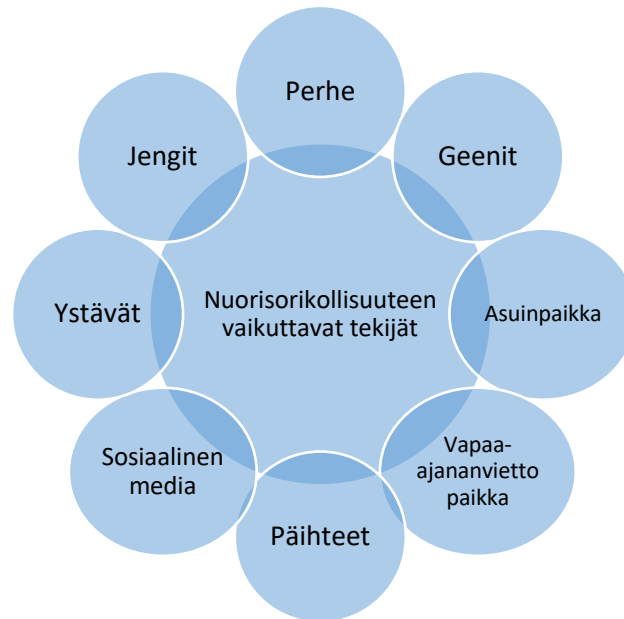 Perhe
Jengit
Geenit
Ystävät
Nuorisorikollisuuteen
vaikuttavat tekijät
Asuinpaikka
Sosiaalinen
media
Vapaa-
ajananvietto
paikka
Päihteet